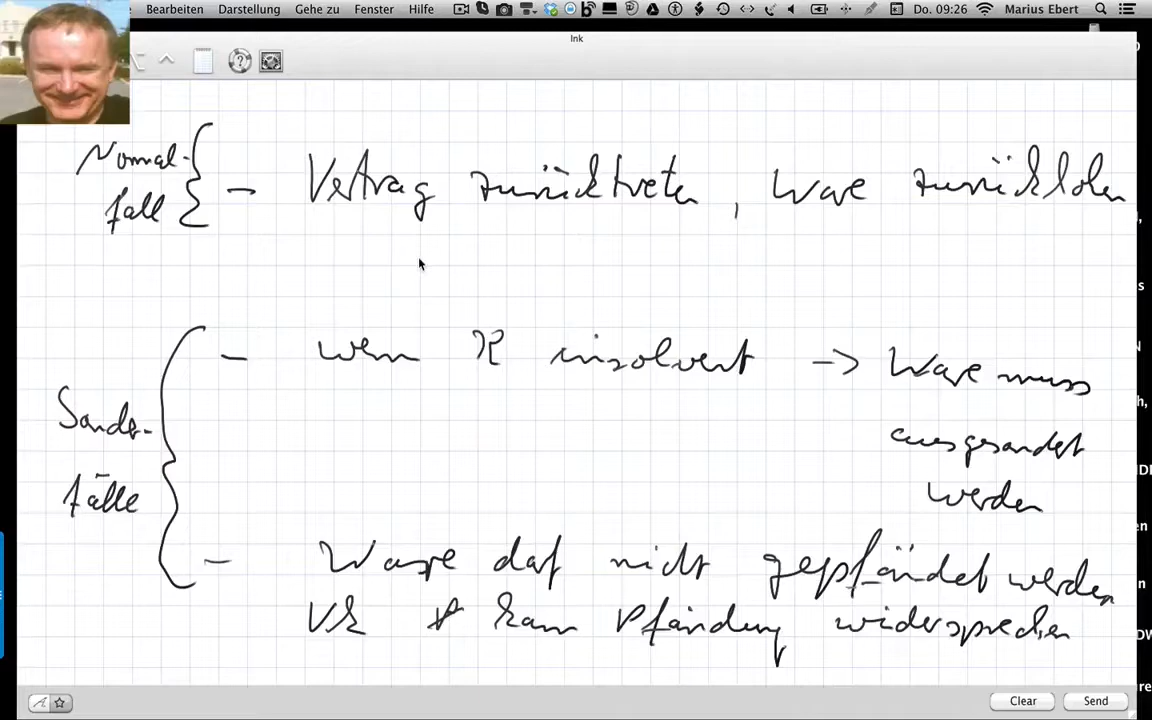 Bearbeiten Darstellung Gehe zu Fenster Hilfe Do. 09:26 Marius Ebert
Ink
Normal-
fall
- Vertrag zurücktreten, Ware zurückholen
Sonder-
fälle
- wenn K insolvent -> Ware muss
ausgesondert
werden
- Ware darf nicht gepfändet werden
VK kann Pfändung widersprechen
Clear Send